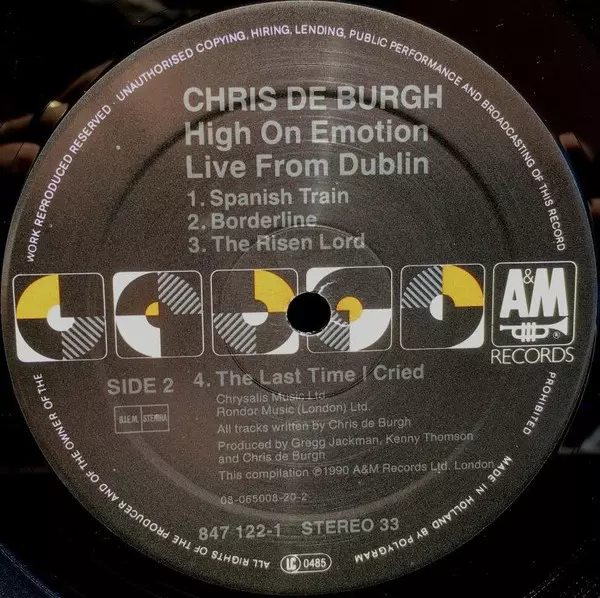 WORK REPRODUCED RESERVED · UNAUTHORISED COPYING, HIRING, LENDING, PUBLIC PERFORMANCE AND BROADCASTING OF THIS RECORD PROHIBITED
CHRIS DE BURGH
High On Emotion
Live From Dublin
1. Spanish Train
2. Borderline
3. The Risen Lord
A&M
RECORDS
SIDE 2
4. The Last Time I Cried
Chrysalis Music Ltd.
Rondor Music (London) Ltd.
B.I.E.M. STEMRA
All tracks written by Chris de Burgh
Produced by Gregg Jackman, Kenny Thomson
and Chris de Burgh
This compilation ℗1990 A&M Records Ltd. London
08-065008-20-2
847 122-1 STEREO 33
LC 0485
ALL RIGHTS OF THE PRODUCER AND OF THE OWNER OF THE
MADE IN HOLLAND BY POLYGRAM